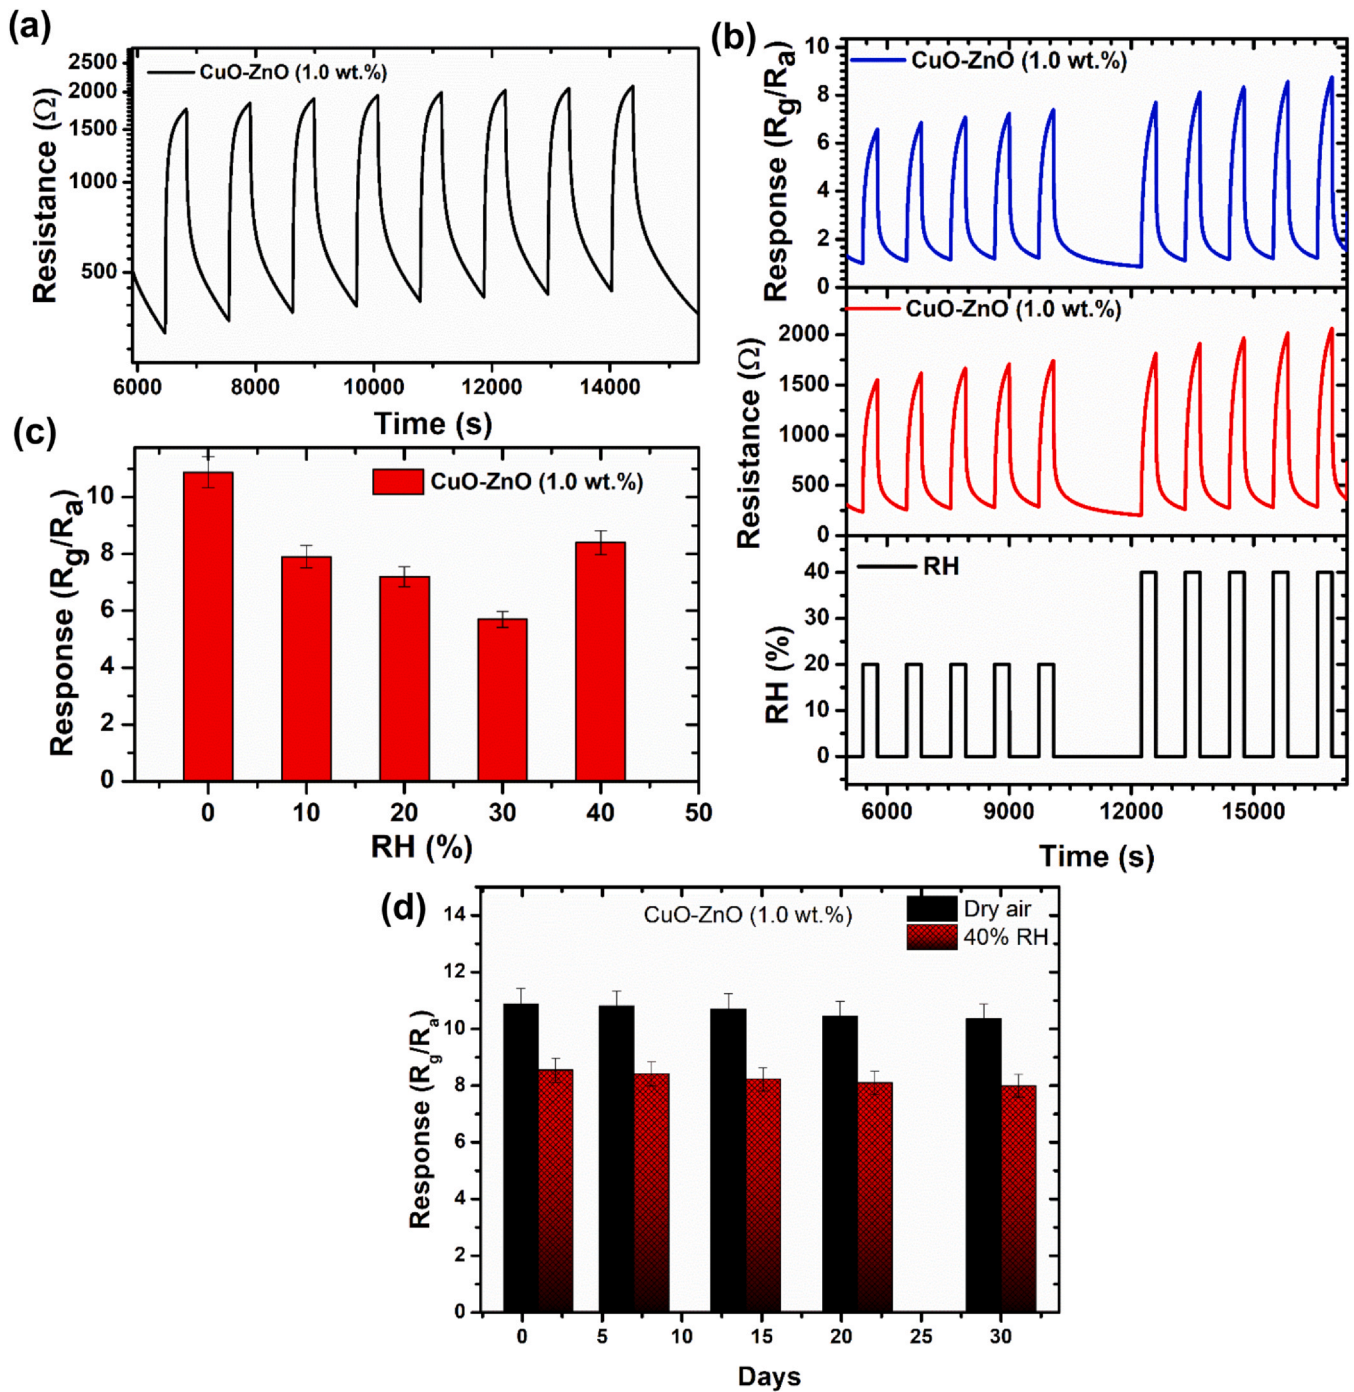 (a)
CuO-ZnO (1.0 wt.%)
Resistance (Ω)
2500
2000
1500
1000
500
6000 8000 10000 12000 14000
Time (s)
(b)
CuO-ZnO (1.0 wt.%)
Response (Rg/Ra)
10
8
6
4
2
0
CuO-ZnO (1.0 wt.%)
Resistance (Ω)
2000
1500
1000
500
0
RH
RH (%)
40
30
20
10
0
6000 9000 12000 15000
Time (s)
(c)
CuO-ZnO (1.0 wt.%)
Response (Rg/Ra)
10
8
6
4
2
0
0 10 20 30 40 50
RH (%)
(d)
CuO-ZnO (1.0 wt.%)
Dry air
40% RH
Response (Rg/Ra)
14
12
10
8
6
4
2
0
0 5 10 15 20 25 30
Days